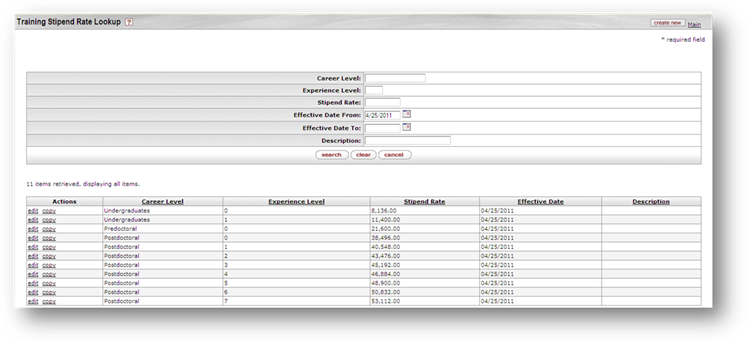 Training Stipend Rate Lookup ? create new Main
* required field
Career Level:
Experience Level:
Stipend Rate:
Effective Date From: 4/25/2011
Effective Date To:
Description:
search clear cancel
11 items retrieved, displaying all items.
Actions Career Level Experience Level Stipend Rate Effective Date Description
edit copy Undergraduates 0 8,136.00 04/25/2011
edit copy Undergraduates 1 11,400.00 04/25/2011
edit copy Predoctoral 0 21,600.00 04/25/2011
edit copy Postdoctoral 0 38,496.00 04/25/2011
edit copy Postdoctoral 1 40,548.00 04/25/2011
edit copy Postdoctoral 2 43,476.00 04/25/2011
edit copy Postdoctoral 3 45,192.00 04/25/2011
edit copy Postdoctoral 4 46,884.00 04/25/2011
edit copy Postdoctoral 5 48,900.00 04/25/2011
edit copy Postdoctoral 6 50,832.00 04/25/2011
edit copy Postdoctoral 7 53,112.00 04/25/2011